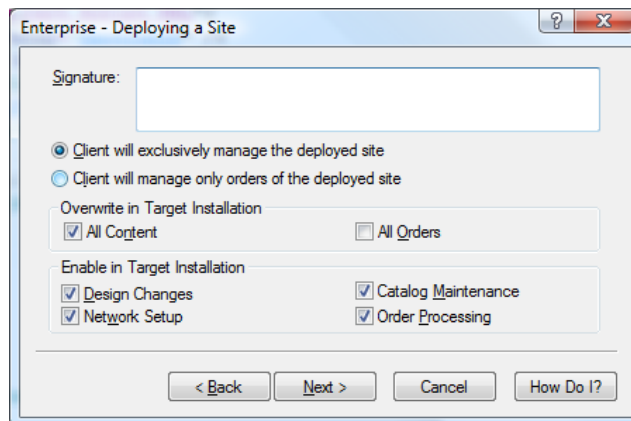 Enterprise - Deploying a Site
Signature:
Client will exclusively manage the deployed site
Client will manage only orders of the deployed site
Overwrite in Target Installation
All Content All Orders
Enable in Target Installation
Design Changes Catalog Maintenance
Network Setup Order Processing
< Back Next > Cancel How Do I?